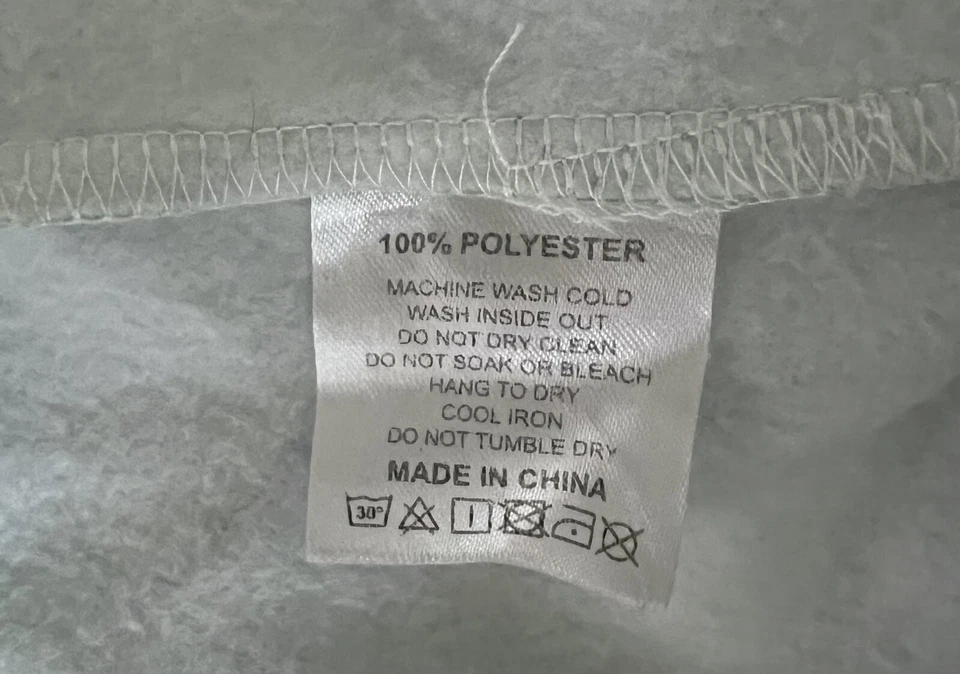 100% POLYESTER
MACHINE WASH COLD
WASH INSIDE OUT
DO NOT DRY CLEAN
DO NOT SOAK OR BLEACH
HANG TO DRY
COOL IRON
DO NOT TUMBLE DRY
MADE IN CHINA
30°